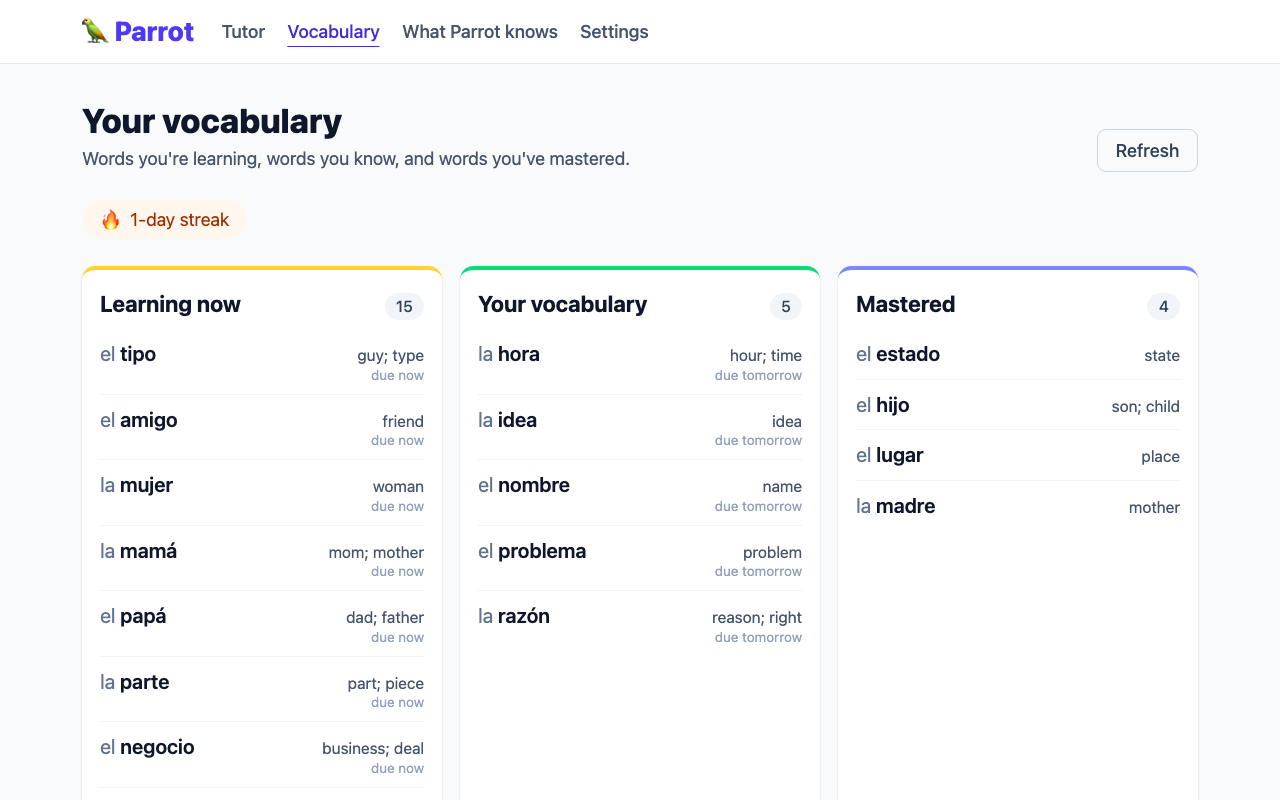 Parrot Tutor Vocabulary What Parrot knows Settings
Your vocabulary
Words you're learning, words you know, and words you've mastered.
Refresh
1-day streak
Learning now 15
el tipo guy; type
due now
el amigo friend
due now
la mujer woman
due now
la mamá mom; mother
due now
el papá dad; father
due now
la parte part; piece
due now
el negocio business; deal
due now
Your vocabulary 5
la hora hour; time
due tomorrow
la idea idea
due tomorrow
el nombre name
due tomorrow
el problema problem
due tomorrow
la razón reason; right
due tomorrow
Mastered 4
el estado state
el hijo son; child
el lugar place
la madre mother